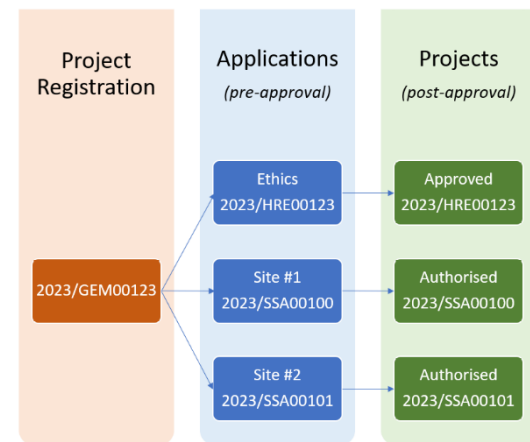 Project
Registration
Applications
(pre-approval)
Projects
(post-approval)
2023/GEM00123
Ethics
2023/HRE00123
Approved
2023/HRE00123
Site #1
2023/SSA00100
Authorised
2023/SSA00100
Site #2
2023/SSA00101
Authorised
2023/SSA00101